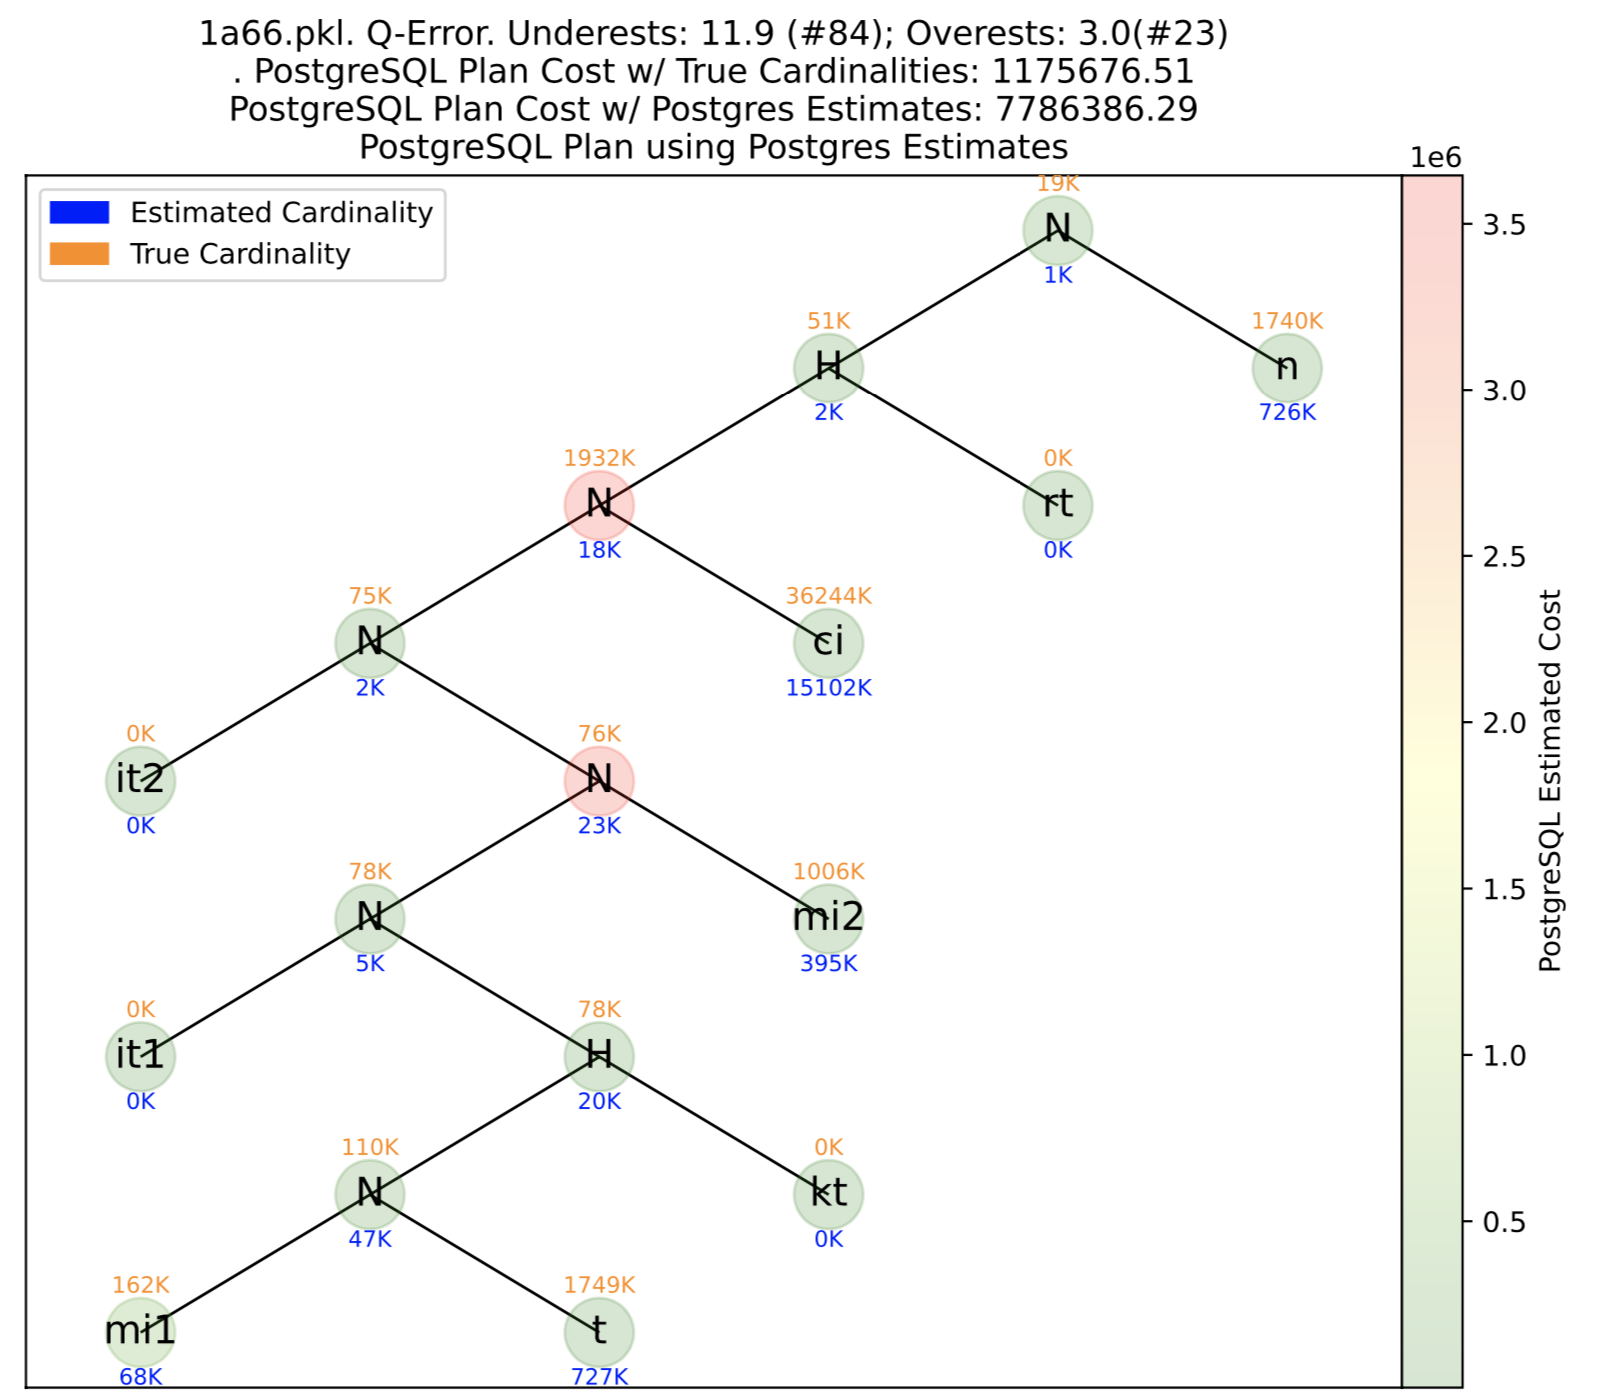 1a66.pkl. Q-Error. Underests: 11.9 (#84); Overests: 3.0(#23)
. PostgreSQL Plan Cost w/ True Cardinalities: 1175676.51
PostgreSQL Plan Cost w/ Postgres Estimates: 7786386.29
PostgreSQL Plan using Postgres Estimates
1e6
Estimated Cardinality
True Cardinality
19K
N
1K
51K
H
2K
1740K
n
726K
1932K
N
18K
0K
rt
0K
75K
N
2K
36244K
ci
15102K
0K
it2
0K
76K
N
23K
78K
N
5K
1006K
mi2
395K
0K
it1
0K
78K
H
20K
110K
N
47K
0K
kt
0K
162K
mi1
68K
1749K
t
727K
3.5
3.0
2.5
2.0
1.5
1.0
0.5
PostgreSQL Estimated Cost